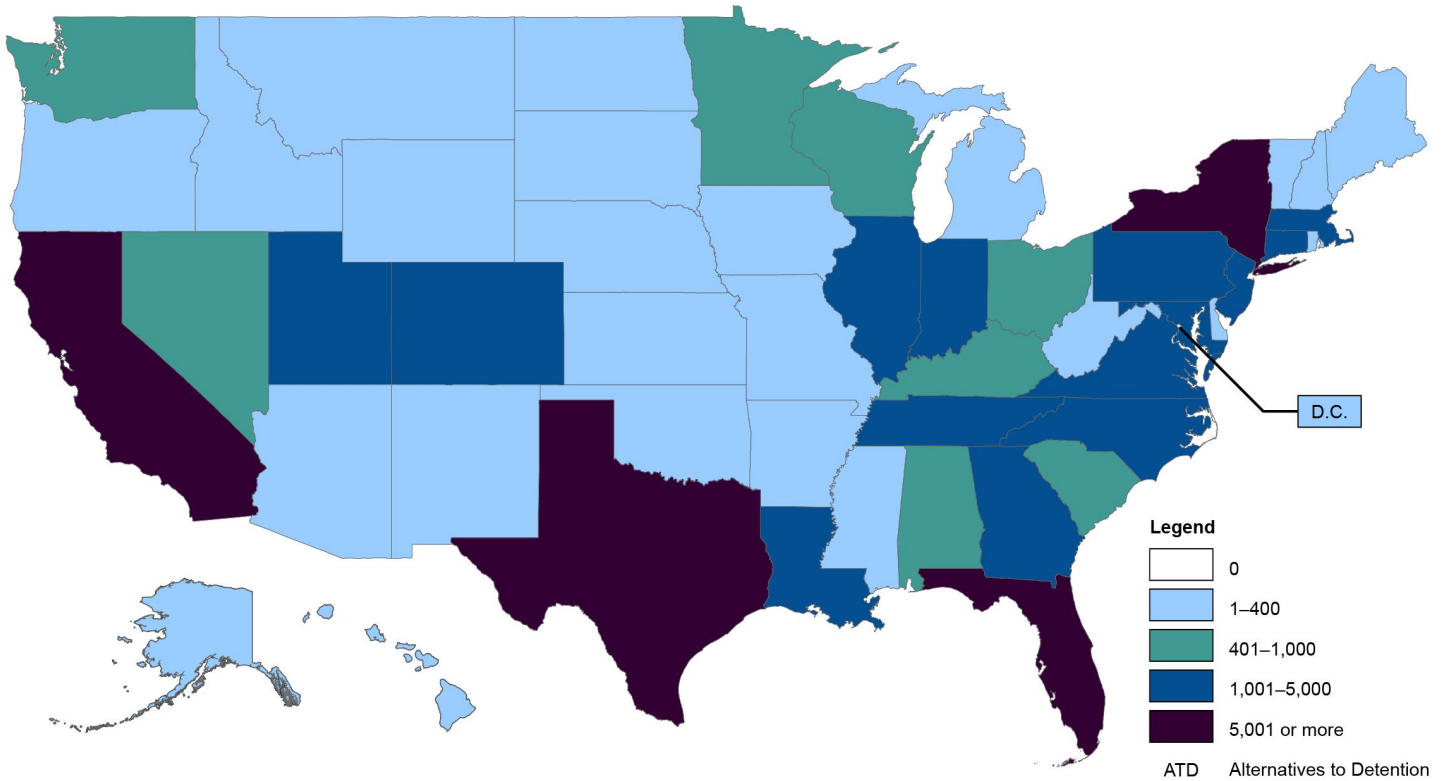 D.C.
Legend
0
1–400
401–1,000
1,001–5,000
5,001 or more
ATD Alternatives to Detention